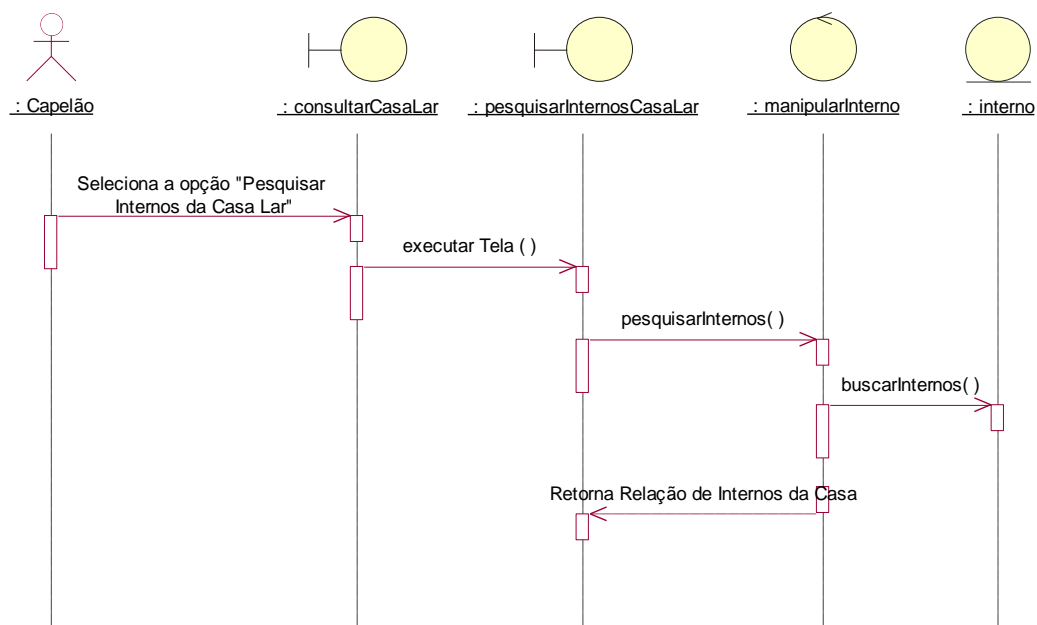 : Capelão
: consultarCasaLar
: pesquisarInternosCasaLar
: manipularInterno
: interno
Seleciona a opção "Pesquisar
Internos da Casa Lar"
executar Tela ( )
pesquisarInternos( )
buscarInternos( )
Retorna Relação de Internos da Casa